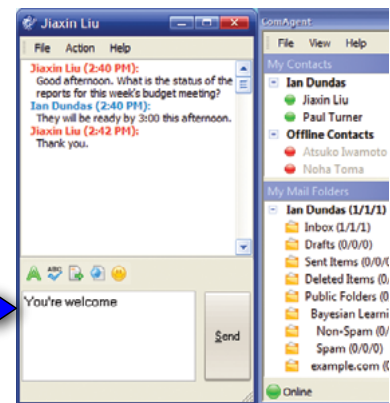 Jiaxin Liu
File Action Help
Jiaxin Liu (2:40 PM):
Good afternoon. What is the status of the
reports for this week's budget meeting?
Ian Dundas (2:40 PM):
They will be ready by 3:00 this afternoon.
Jiaxin Liu (2:42 PM):
Thank you.
ABC
You're welcome
Send
ComAgent
File View Help
My Contacts
Ian Dundas
Jiaxin Liu
Paul Turner
Offline Contacts
Atsuko Iwamoto
Noha Toma
My Mail Folders
Ian Dundas (1/1/1)
Inbox (1/1/1)
Drafts (0/0/0)
Sent Items (0/0/0
Deleted Items (0/
Public Folders (0
Bayesian Learni
Non-Spam (0/
Spam (0/0/0)
example.com (0
Online